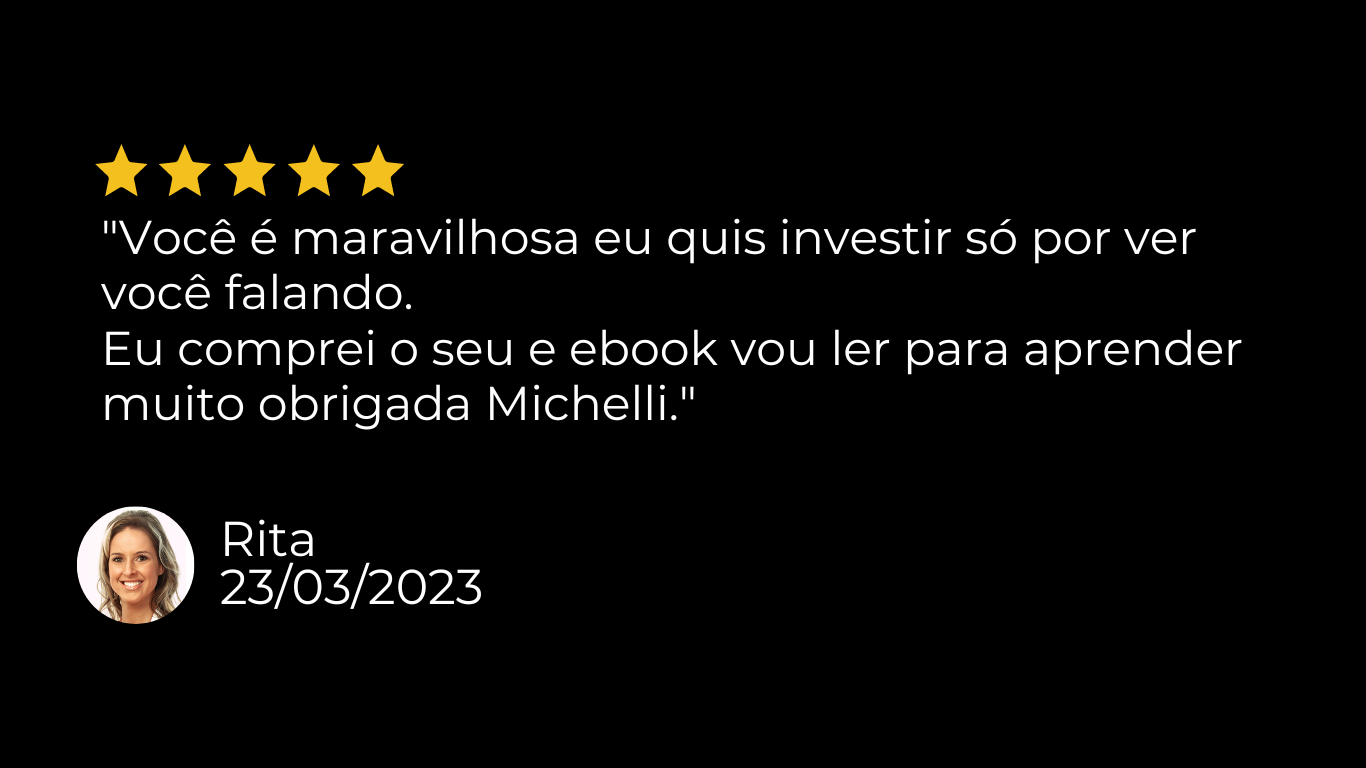 "Você é maravilhosa eu quis investir só por ver
você falando.
Eu comprei o seu e ebook vou ler para aprender
muito obrigada Michelli."
Rita
23/03/2023